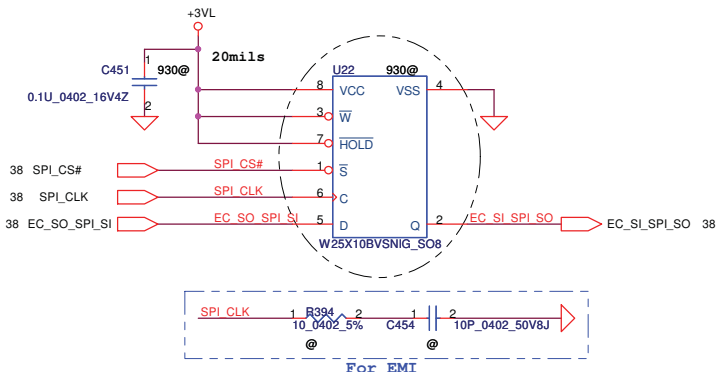 +3VL
20mils
1
C451
930@
2
0.1U_0402_16V4Z
U22
930@
8
VCC
VSS
4
3
W
7
HOLD
38 SPI_CS#
SPI_CS#
1
S
38 SPI_CLK
SPI_CLK
6
C
38 EC_SO_SPI_SI
EC_SO_SPI_SI
5
D
Q
2
EC_SI_SPI_SO
EC_SI_SPI_SO 38
W25X10BVSNIG_SO8
SPI_CLK
1
R394
2
10_0402_5%
@
C454
1
2
10P_0402_50V8J
@
For EMI